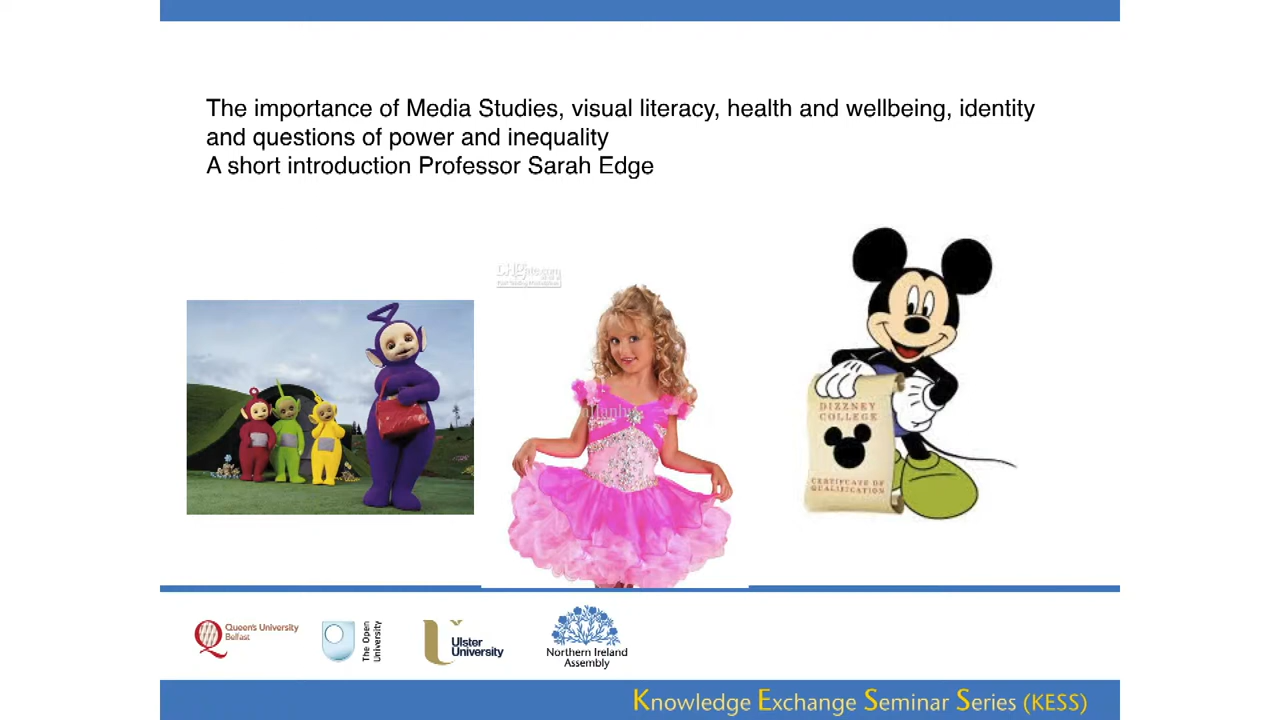 The importance of Media Studies, visual literacy, health and wellbeing, identity
and questions of power and inequality
A short introduction Professor Sarah Edge
DIZZNEY
COLLEGE
CERTIFICATE OF
QUALIFICATION
Queen's University
Belfast
The Open
University
Ulster
University
Northern Ireland
Assembly
Knowledge Exchange Seminar Series (KESS)